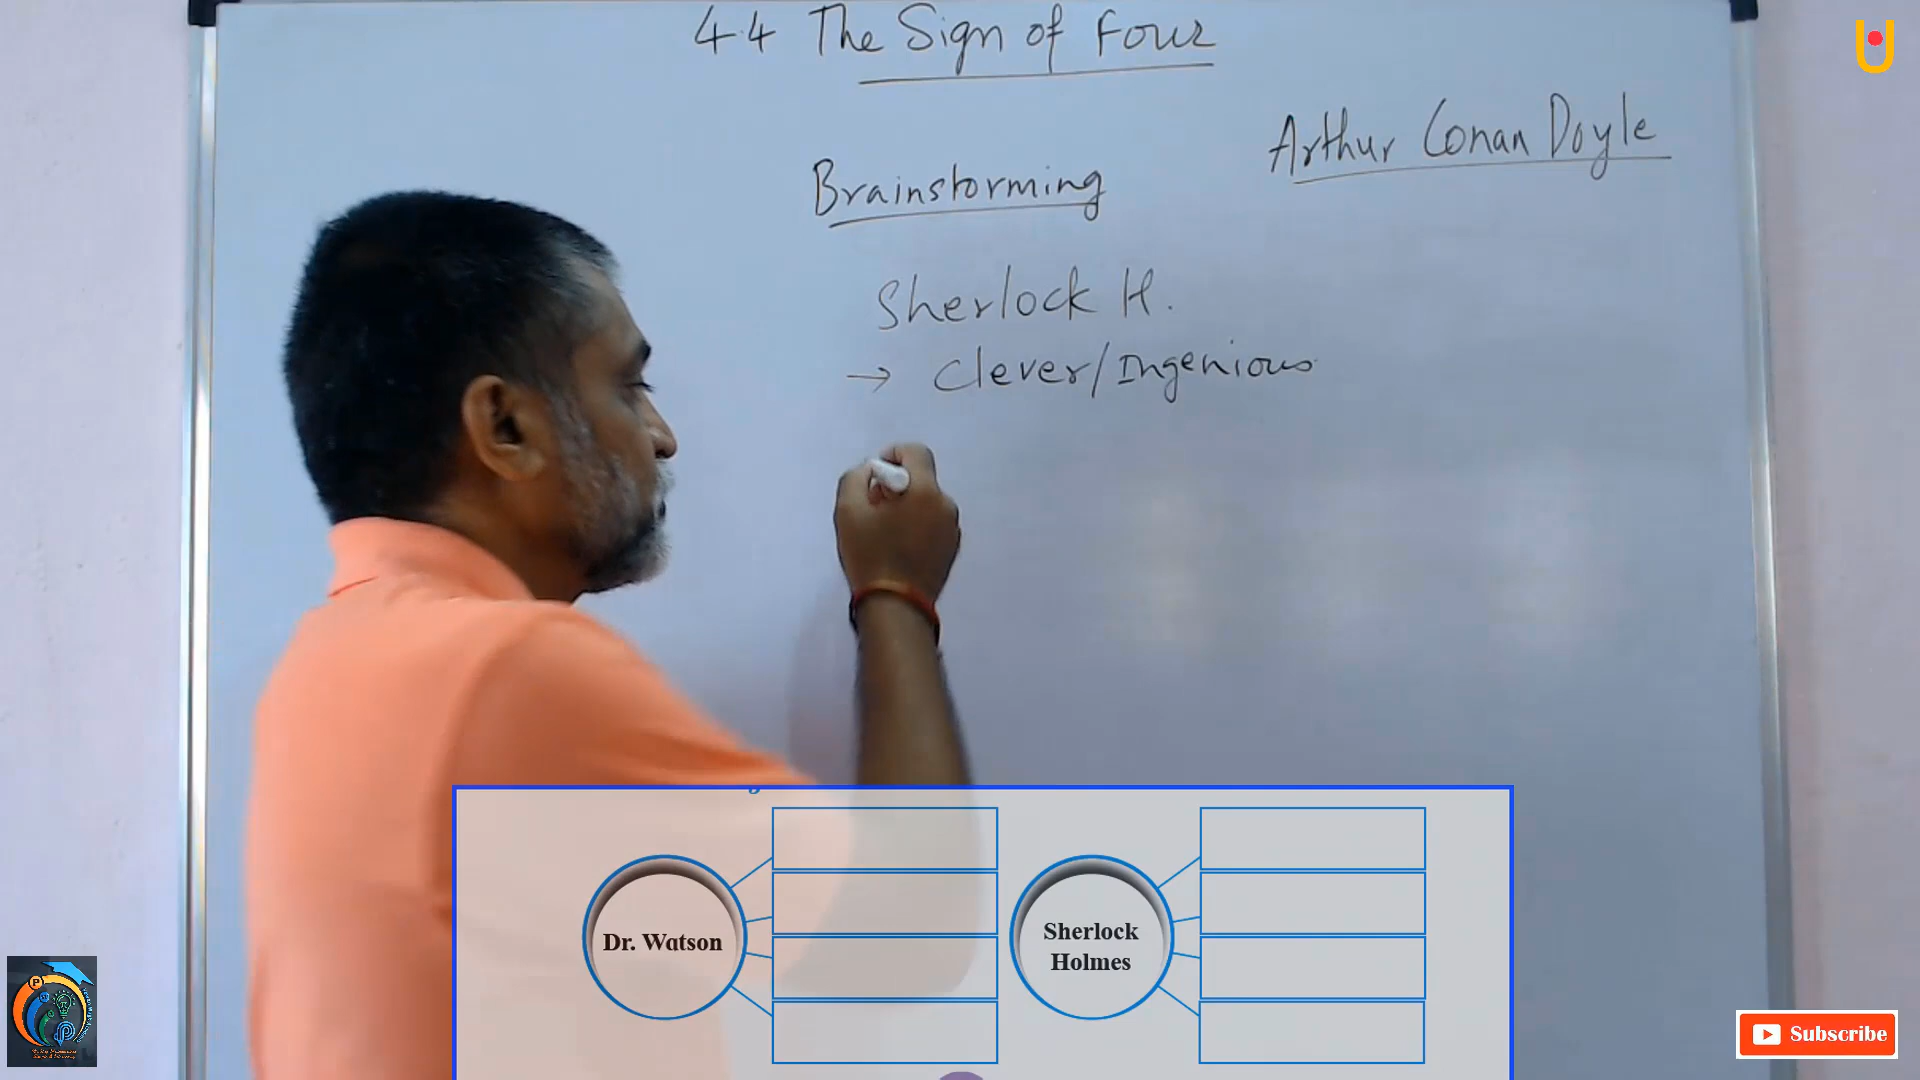 4.4 The Sign of Four
Arthur Conan Doyle
Brainstorming
Sherlock H.
→ Clever/Ingenious
Dr. Watson
Sherlock
Holmes
Subscribe